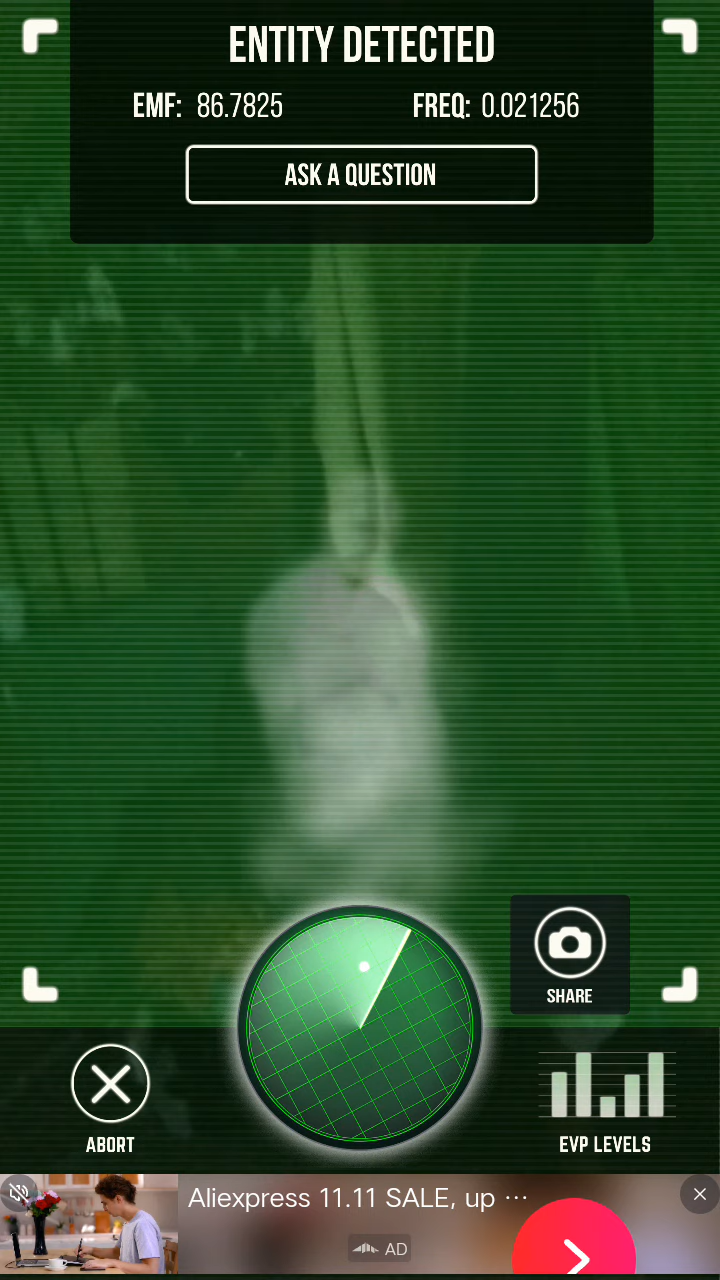 ENTITY DETECTED
EMF: 86.7825 FREQ: 0.021256
ASK A QUESTION
SHARE
ABORT
EVP LEVELS
Aliexpress 11.11 SALE, up ...
AD